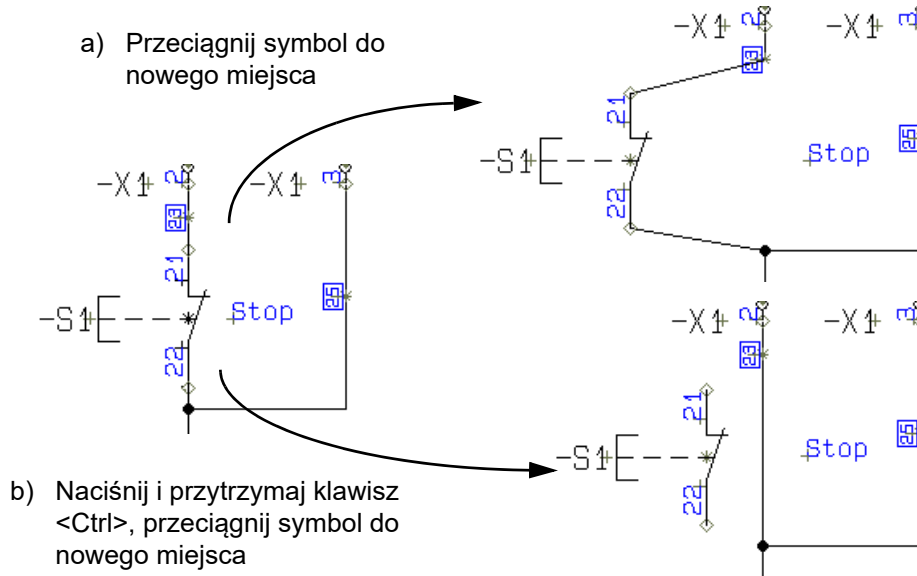 a) Przeciągnij symbol do
nowego miejsca
-X1 2 -X1 3
23
21
-S1 Stop 25
22
-X1 2 -X1 3
23
21
-S1 Stop 25
22
-X1 2 -X1 3
23
21
-S1 Stop 25
22
b) Naciśnij i przytrzymaj klawisz
<Ctrl>, przeciągnij symbol do
nowego miejsca